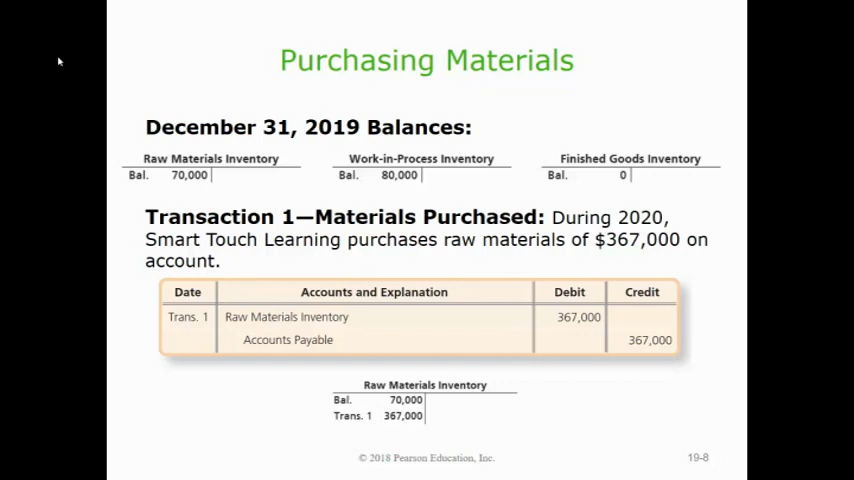 Purchasing Materials
December 31, 2019 Balances:
Raw Materials Inventory Work-in-Process Inventory Finished Goods Inventory
Bal. 70,000 Bal. 80,000 Bal. 0
Transaction 1—Materials Purchased: During 2020,
Smart Touch Learning purchases raw materials of $367,000 on
account.
Date Accounts and Explanation Debit Credit
Trans. 1 Raw Materials Inventory 367,000
Accounts Payable 367,000
Raw Materials Inventory
Bal. 70,000
Trans. 1 367,000
© 2018 Pearson Education, Inc. 19-8